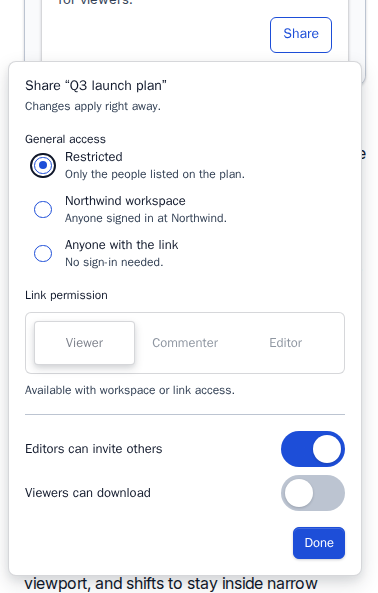 for viewers.
Share
Share “Q3 launch plan”
Changes apply right away.
General access
Restricted
Only the people listed on the plan.
Northwind workspace
Anyone signed in at Northwind.
Anyone with the link
No sign-in needed.
Link permission
Viewer
Commenter
Editor
Available with workspace or link access.
Editors can invite others
Viewers can download
Done
viewport, and shifts to stay inside narrow